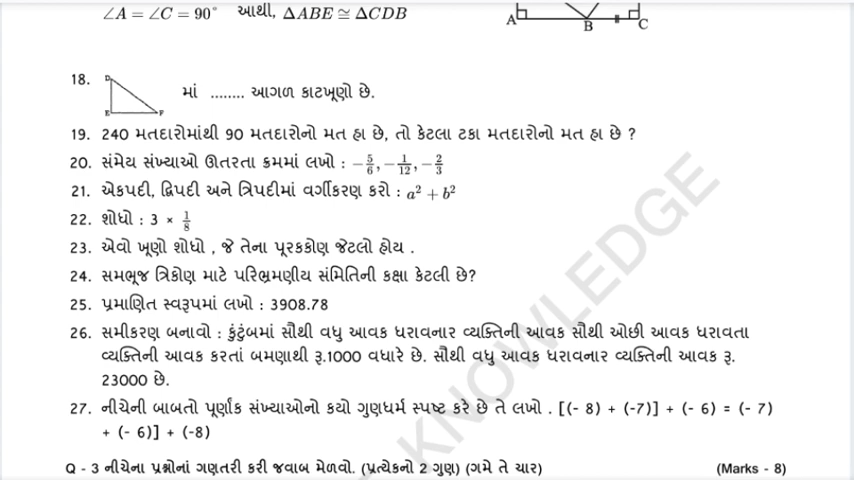 ∠A = ∠C = 90° આથી, ΔABE ≅ ΔCDB
A B C
18. D E F માં ........ આગળ કાટખૂણો છે.
19. 240 મતદારોમાંથી 90 મતદારોનો મત હા છે, તો કેટલા ટકા મતદારોનો મત હા છે ?
20. સંમેય સંખ્યાઓ ઊતરતા ક્રમમાં લખો : -5/6, -1/12, -2/3
21. એકપદી, દ્વિપદી અને ત્રિપદીમાં વર્ગીકરણ કરો : a² + b²
22. શોધો : 3 × 1/8
23. એવો ખૂણો શોધો , જે તેના પૂરકકોણ જેટલો હોય .
24. સમભૂજ ત્રિકોણ માટે પરિભ્રમણીય સંમિતિની કક્ષા કેટલી છે?
25. પ્રમાણિત સ્વરૂપમાં લખો : 3908.78
26. સમીકરણ બનાવો : કુંટુંબમાં સૌથી વધુ આવક ધરાવનાર વ્યક્તિની આવક સૌથી ઓછી આવક ધરાવતા
વ્યક્તિની આવક કરતાં બમણાથી રૂ.1000 વધારે છે. સૌથી વધુ આવક ધરાવનાર વ્યક્તિની આવક રૂ.
23000 છે.
27. નીચેની બાબતો પૂર્ણાંક સંખ્યાઓનો કયો ગુણધર્મ સ્પષ્ટ કરે છે તે લખો . [(- 8) + (-7)] + (- 6) = (- 7)
+ (- 6)] + (-8)
Q - 3 નીચેના પ્રશ્નોનાં ગણતરી કરી જવાબ મેળવો. (પ્રત્યેકનો 2 ગુણ) (ગમે તે ચાર) (Marks - 8)
KNOWLEDGE